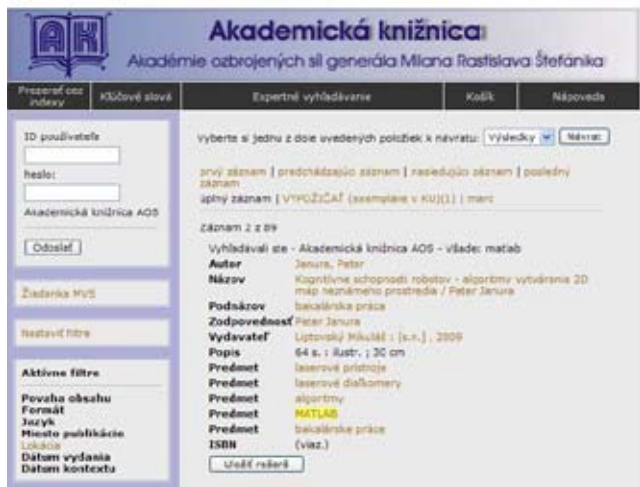 AK
Akademická knižnica
Akadémie ozbrojených síl generála Milana Rastislava Štefánika
Prezerať cez
indexy
Kľúčové slová
Expertné vyhľadávanie
Košík
Nápoveda
ID používateľa
heslo:
Akademická knižnica AOS
Odoslať
Žiadanka MVS
Nastaviť filtre
Aktívne filtre
Povaha obsahu
Formát
Jazyk
Miesto publikácie
Lokácia
Dátum vydania
Dátum kontextu
Vyberte si jednu z dole uvedených položiek k návratu: Výsledky Návrat
prvý záznam | predchádzajúci záznam | nasledujúci záznam | posledný
záznam
úplný záznam | VYPOŽIČAŤ (exempláre v KU)(1) | marc
Záznam 2 z 89
Vyhľadávali ste - Akademická knižnica AOS - Všade: matlab
Autor Janura, Peter
Názov Kognitívne schopnosti robotov - algoritmy vytvárania 2D
máp neznámeho prostredia / Peter Janura
Podnázov bakalárska práca
Zodpovednosť Peter Janura
Vydavateľ Liptovský Mikuláš : [s.n.] , 2009
Popis 64 s. : ilustr. ; 30 cm
Predmet laserové prístroje
Predmet laserové diaľkomery
Predmet algoritmy
Predmet MATLAB
Predmet bakalárske práce
ISBN (viaz.)
Uložiť rešerš